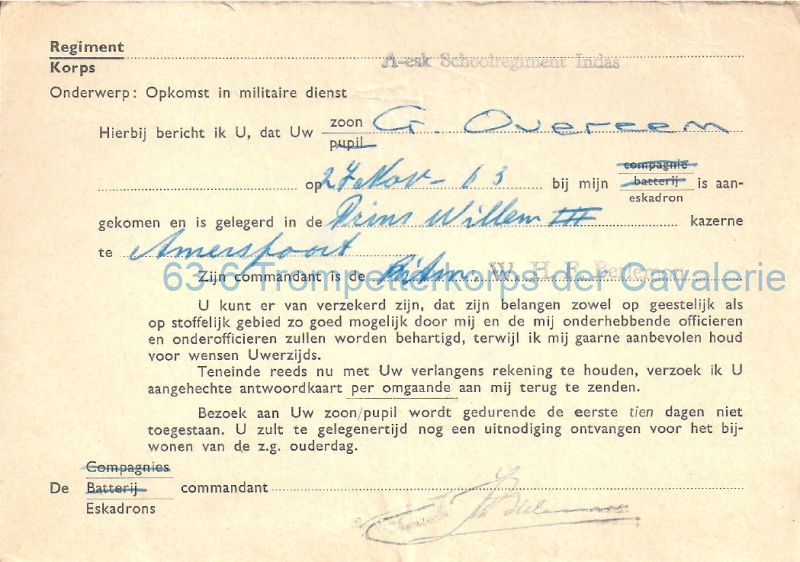 Regiment
Korps
A-esk Schoolregiment Indas
Onderwerp: Opkomst in militaire dienst
Hierbij bericht ik U, dat Uw zoon G. Overeem
pupil
compagnie
op 27 Nov - 63 bij mijn batterij is aan-
eskadron
gekomen en is gelegerd in de Prins Willem III kazerne
te Amersfoort
63-6 Trompetterkorps der Cavalerie
Zijn commandant is de Ritm. W. H. F.
U kunt er van verzekerd zijn, dat zijn belangen zowel op geestelijk als
op stoffelijk gebied zo goed mogelijk door mij en de mij onderhebbende officieren
en onderofficieren zullen worden behartigd, terwijl ik mij gaarne aanbevolen houd
voor wensen Uwerzijds.
Teneinde reeds nu met Uw verlangens rekening te houden, verzoek ik U
aangehechte antwoordkaart per omgaande aan mij terug te zenden.
Bezoek aan Uw zoon/pupil wordt gedurende de eerste tien dagen niet
toegestaan. U zult te gelegenertijd nog een uitnodiging ontvangen voor het bij-
wonen van de z.g. ouderdag.
Compagnies
De Batterij commandant
Eskadrons